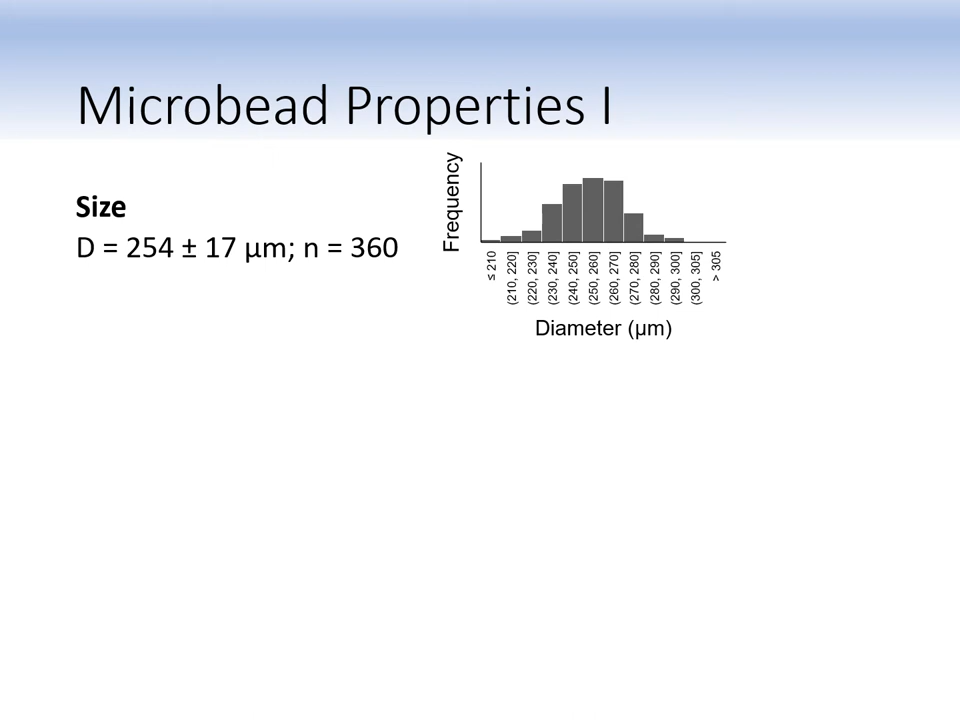 Microbead Properties I
Size
D = 254 ± 17 µm; n = 360
Frequency
≤ 210
(210, 220]
(220, 230]
(230, 240]
(240, 250]
(250, 260]
(260, 270]
(270, 280]
(280, 290]
(290, 300]
(300, 305]
> 305
Diameter (µm)